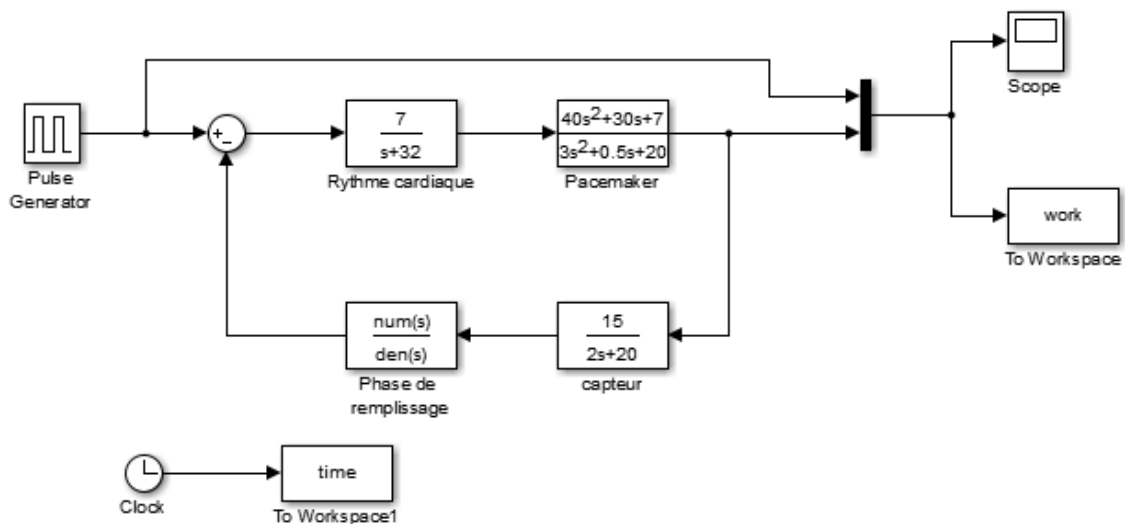 Scope
Pulse
Generator
+
-
7
s+32
Rythme cardiaque
40s²+30s+7
3s²+0.5s+20
Pacemaker
work
To Workspace
num(s)
den(s)
Phase de
remplissage
15
2s+20
capteur
Clock
time
To Workspace1